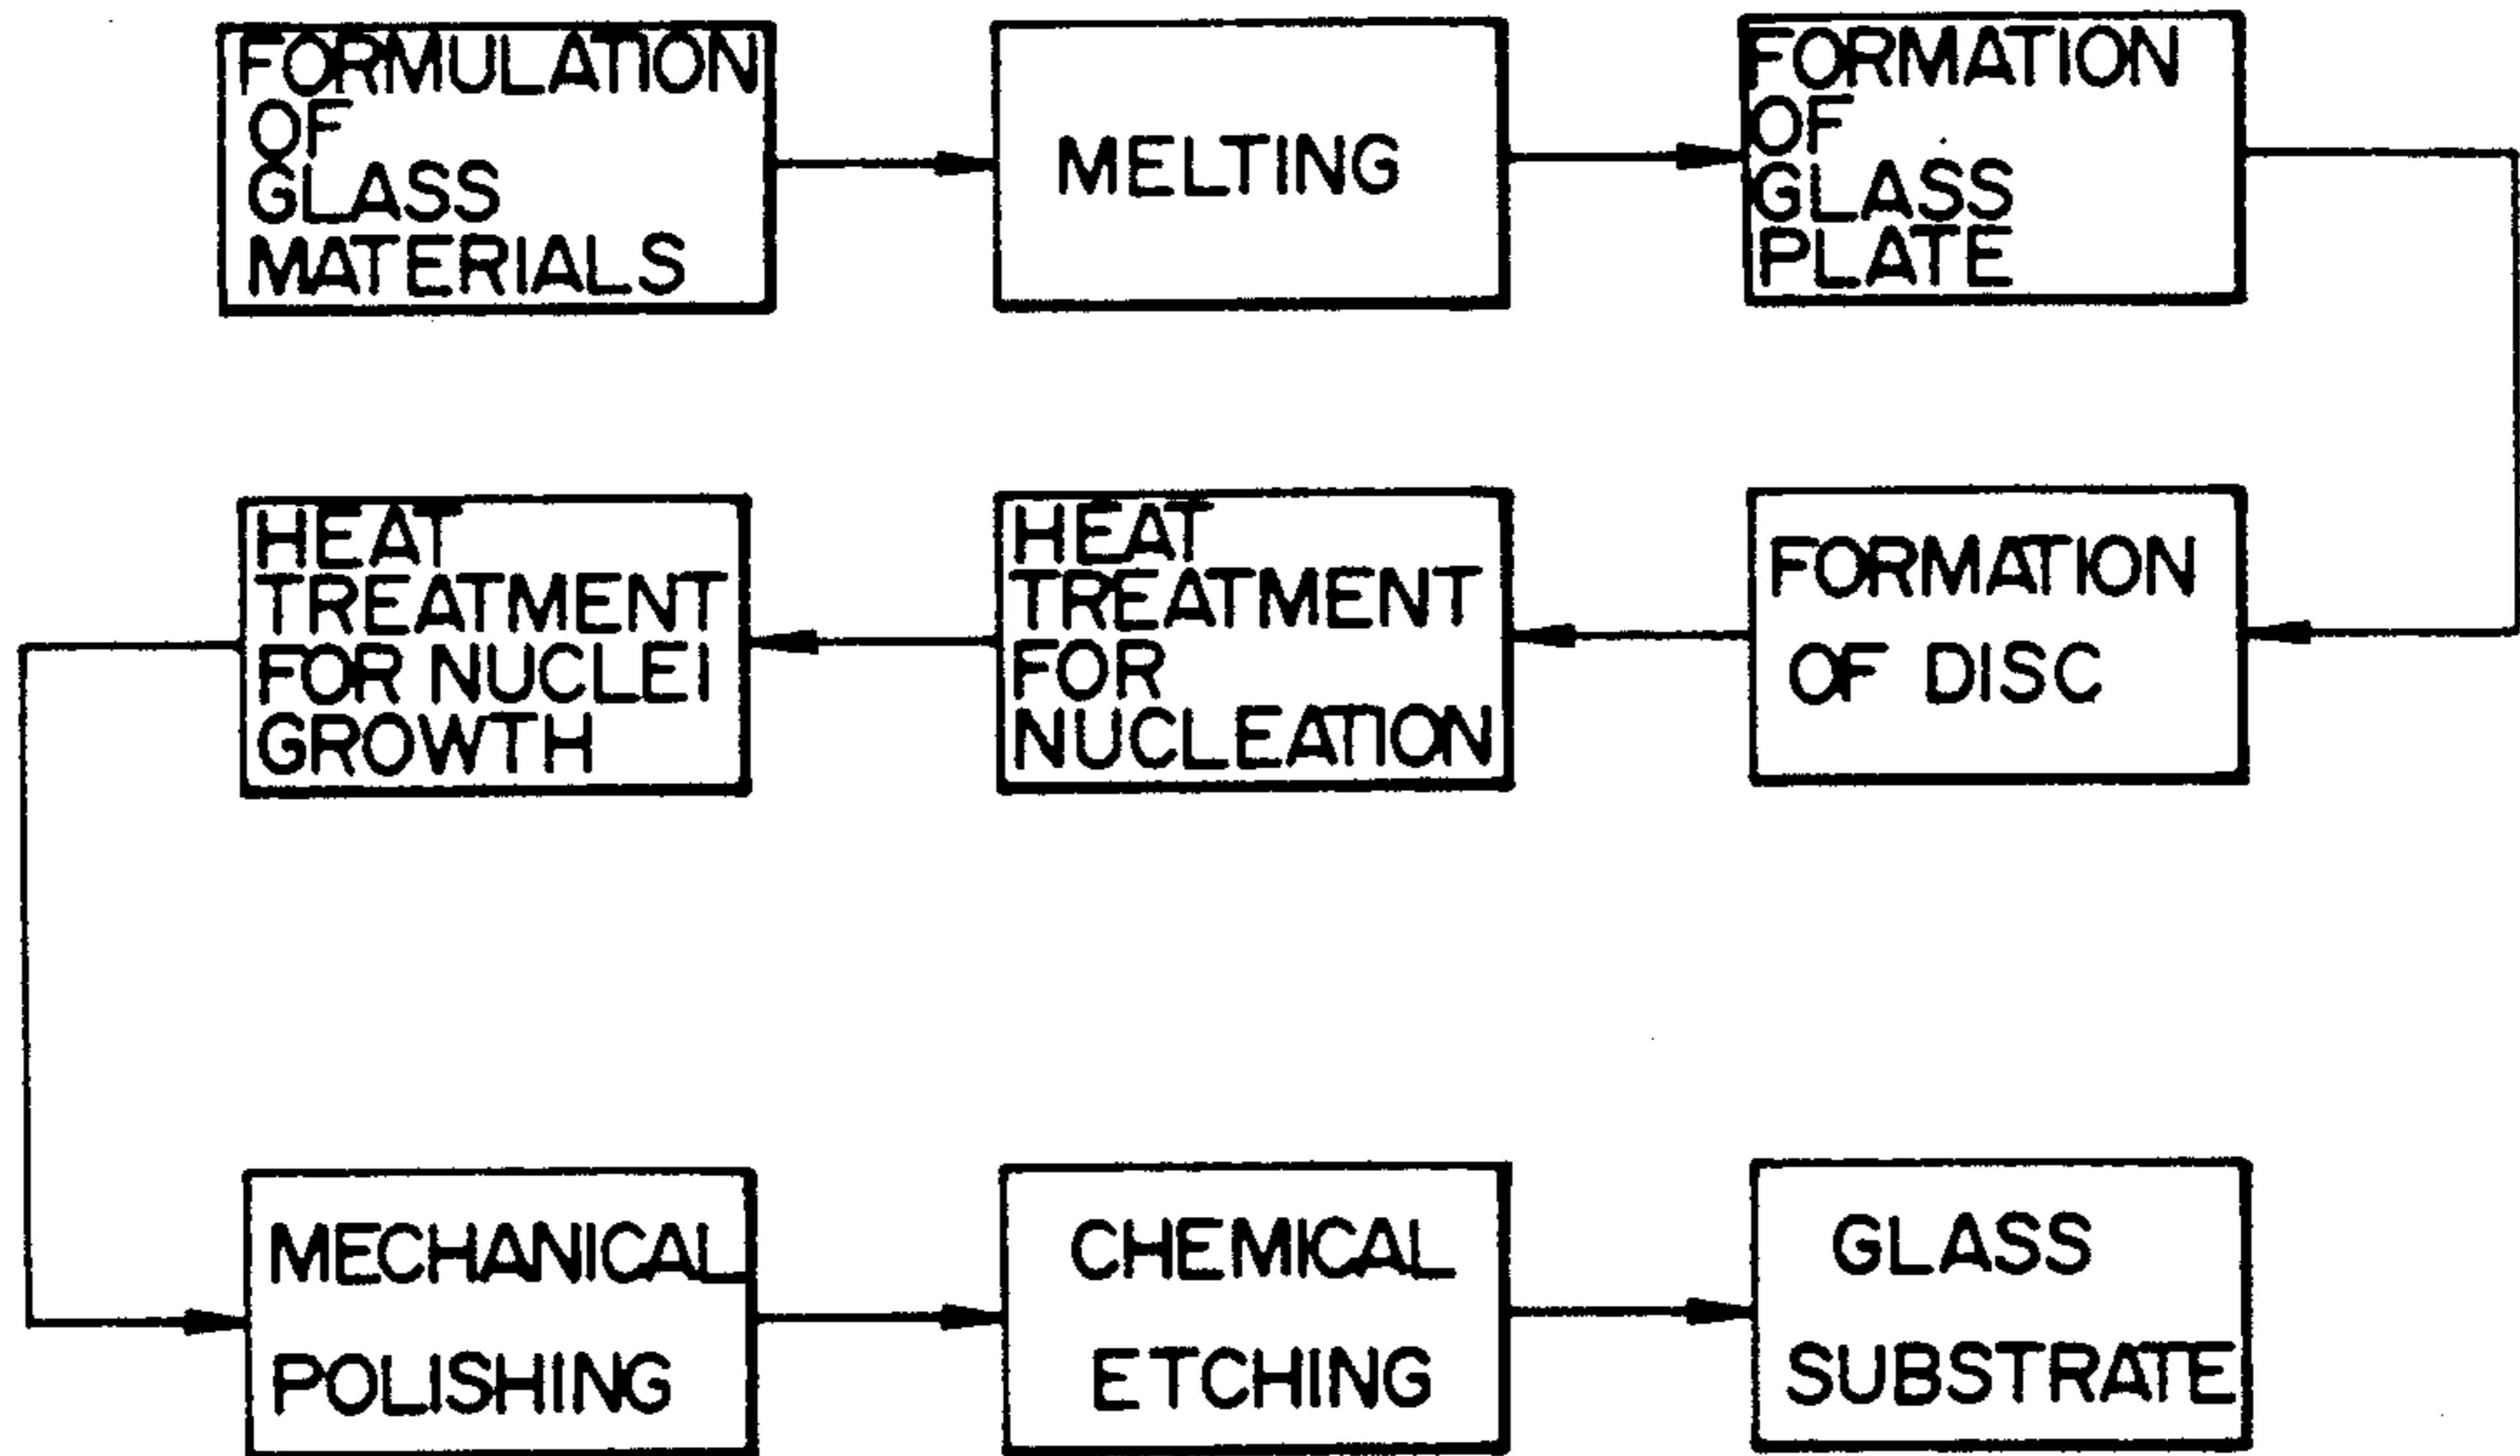 FORMULATION
OF
GLASS
MATERIALS
MELTING
FORMATION
OF
GLASS
PLATE
FORMATION
OF DISC
HEAT
TREATMENT
FOR
NUCLEATION
HEAT
TREATMENT
FOR NUCLEI
GROWTH
MECHANICAL
POLISHING
CHEMICAL
ETCHING
GLASS
SUBSTRATE